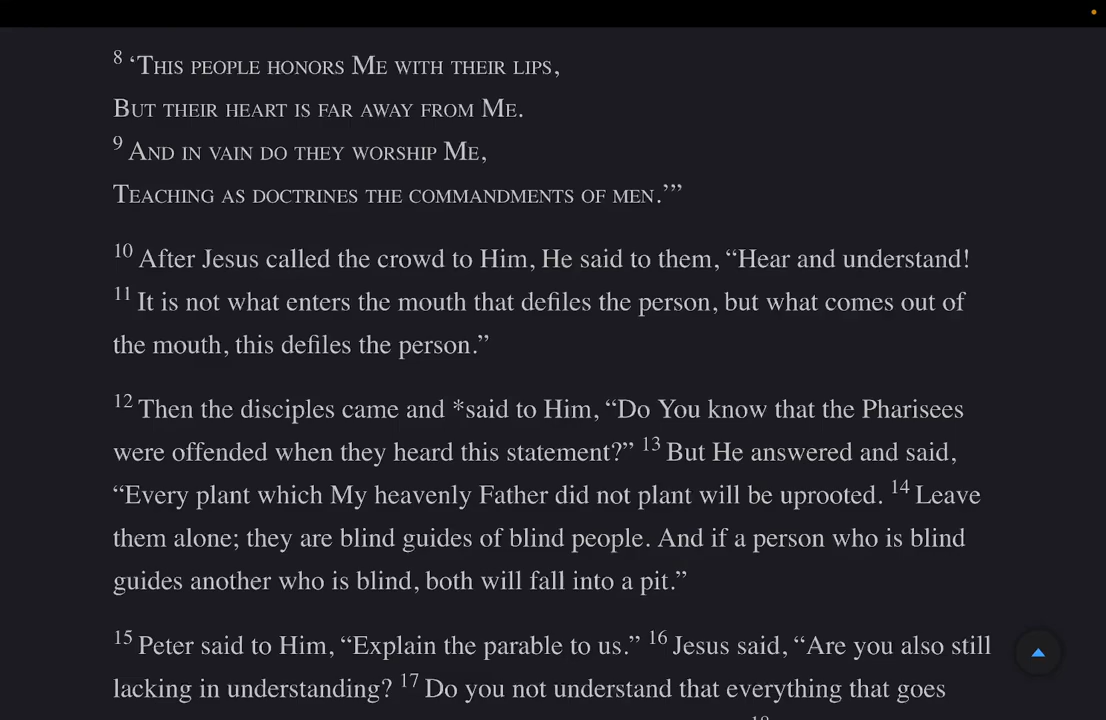 8 ‘THIS PEOPLE HONORS ME WITH THEIR LIPS,
BUT THEIR HEART IS FAR AWAY FROM ME.
9 AND IN VAIN DO THEY WORSHIP ME,
TEACHING AS DOCTRINES THE COMMANDMENTS OF MEN.’”
10 After Jesus called the crowd to Him, He said to them, “Hear and understand!
11 It is not what enters the mouth that defiles the person, but what comes out of
the mouth, this defiles the person.”
12 Then the disciples came and *said to Him, “Do You know that the Pharisees
were offended when they heard this statement?” 13 But He answered and said,
“Every plant which My heavenly Father did not plant will be uprooted. 14 Leave
them alone; they are blind guides of blind people. And if a person who is blind
guides another who is blind, both will fall into a pit.”
15 Peter said to Him, “Explain the parable to us.” 16 Jesus said, “Are you also still
lacking in understanding? 17 Do you not understand that everything that goes